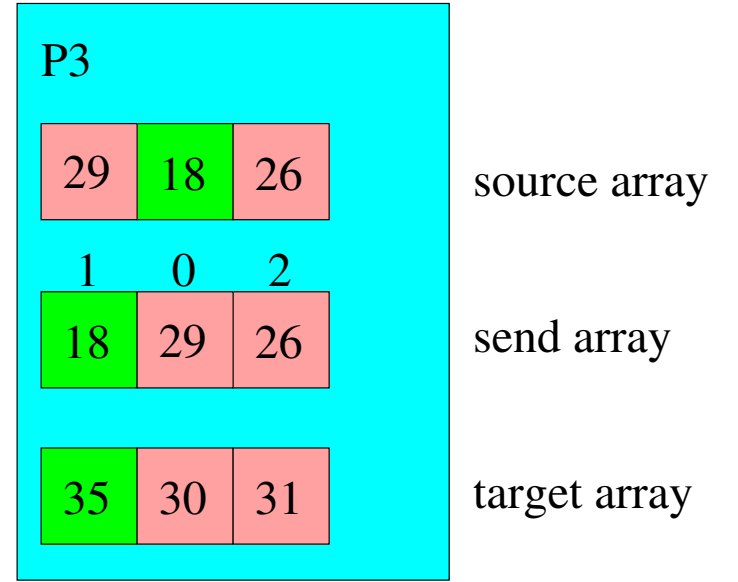 P3
29 18 26
source array
1 0 2
18 29 26
send array
35 30 31
target array